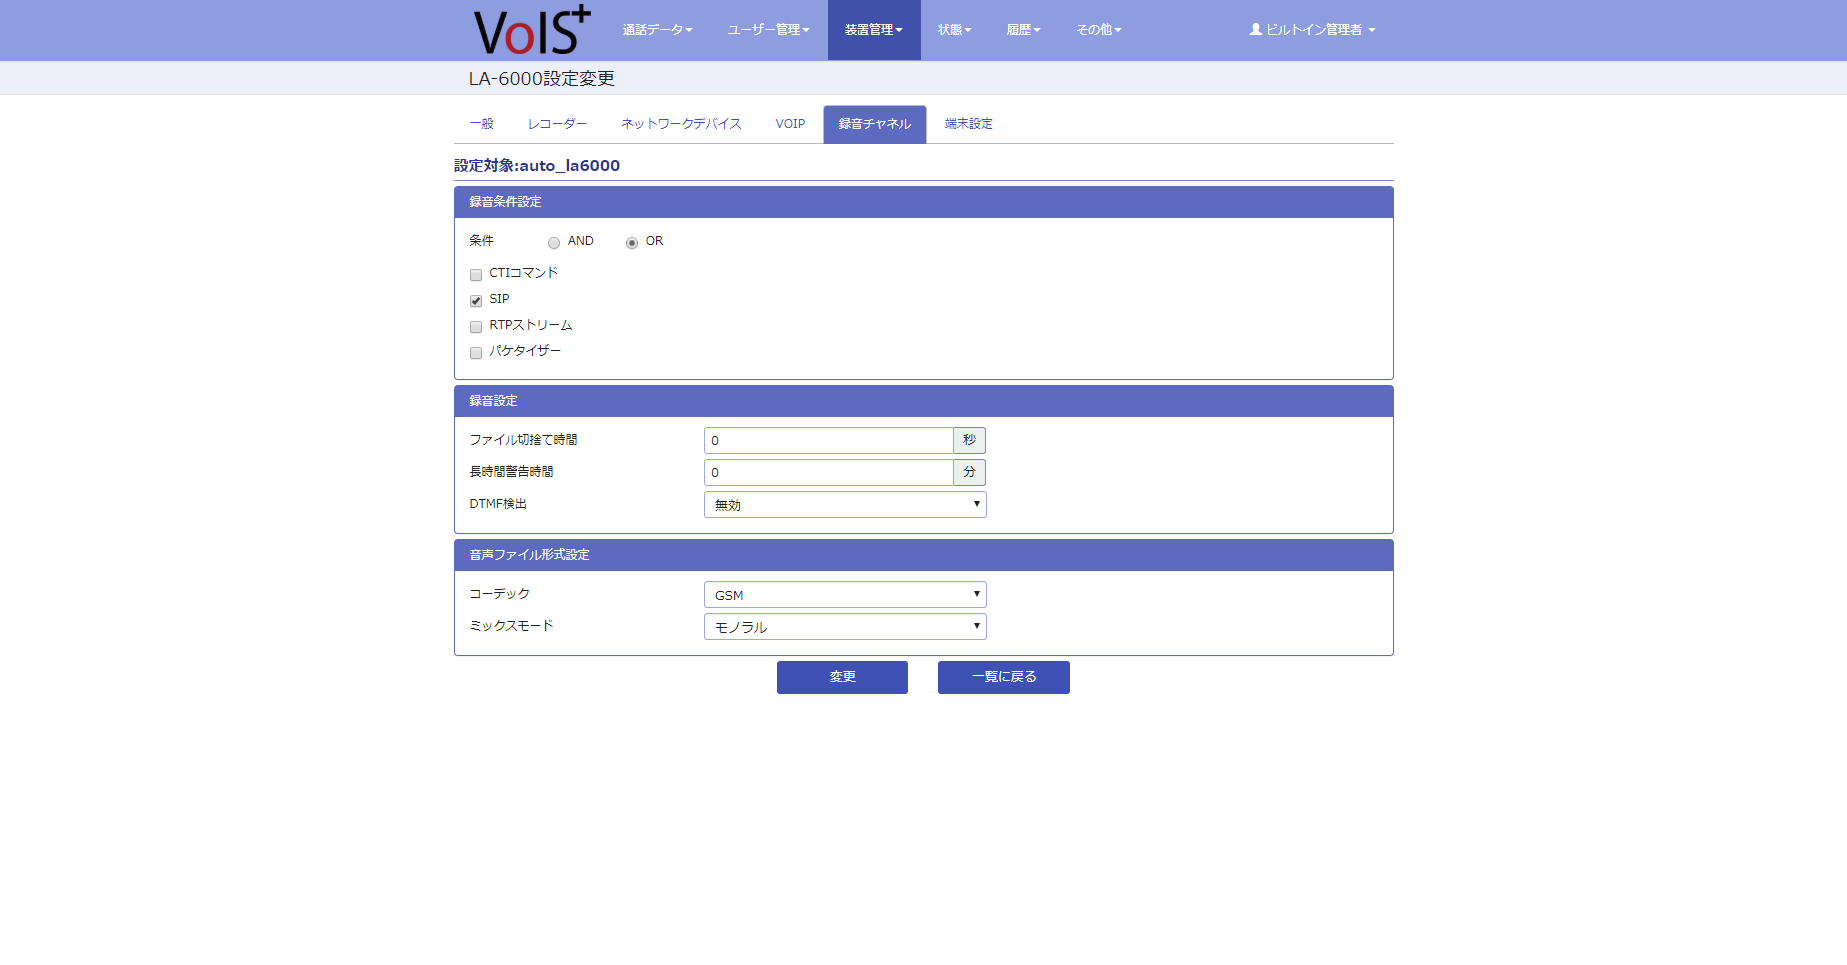 VoIS+ 通話データ ユーザー管理 装置管理 状態 履歴 その他 ビルトイン管理者
LA-6000設定変更
一般 レコーダー ネットワークデバイス VOIP 録音チャネル 端末設定
設定対象:auto_la6000
録音条件設定
条件 AND OR
CTIコマンド
SIP
RTPストリーム
パケタイザー
録音設定
ファイル切捨て時間 0 秒
長時間警告時間 0 分
DTMF検出 無効
音声ファイル形式設定
コーデック GSM
ミックスモード モノラル
変更 一覧に戻る